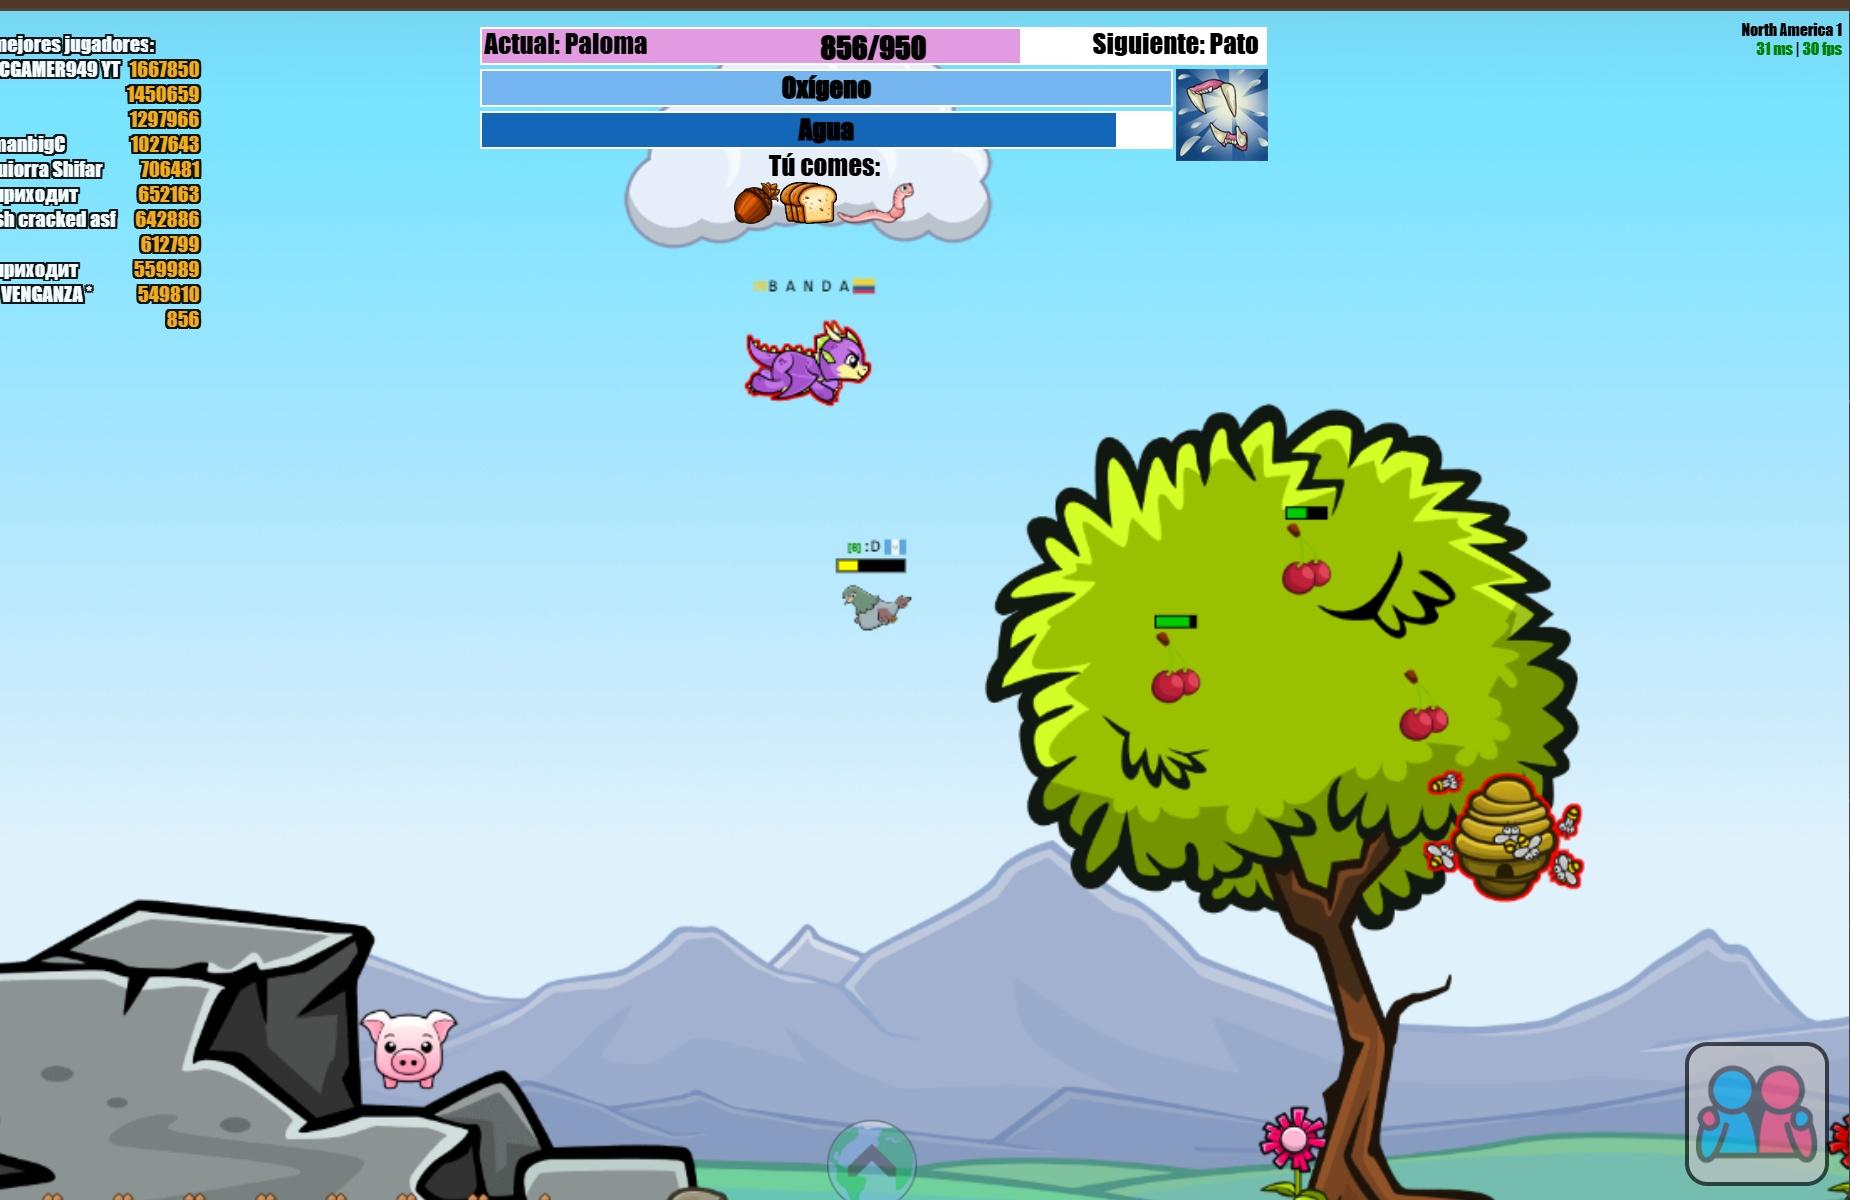 mejores jugadores:
CGAMER949 YT 1667850
1450659
1297966
manbigC 1027643
uiorra Shifar 706481
приходит 652163
sh cracked asf 642886
612799
приходит 559989
VENGANZA * 549810
856
Actual: Paloma 856/950 Siguiente: Pato
Oxígeno
Agua
Tú comes:
North America 1
31 ms | 30 fps
B A N D A
[6] :D